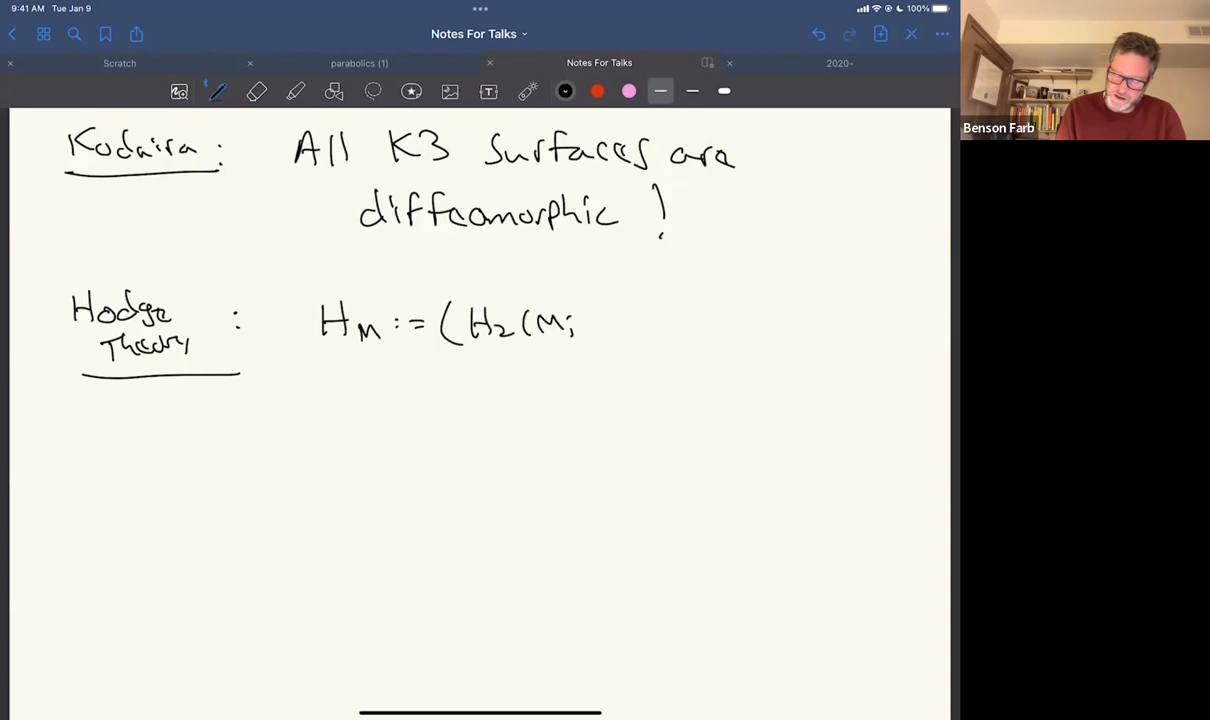 9:41 AM Tue Jan 9
100%
Notes For Talks
Scratch
parabolics (1)
Notes For Talks
2020-
Benson Farb
Kodaira : All K3 surfaces are
diffeomorphic !
Hodge
Theory : H_M := (H_2(M;